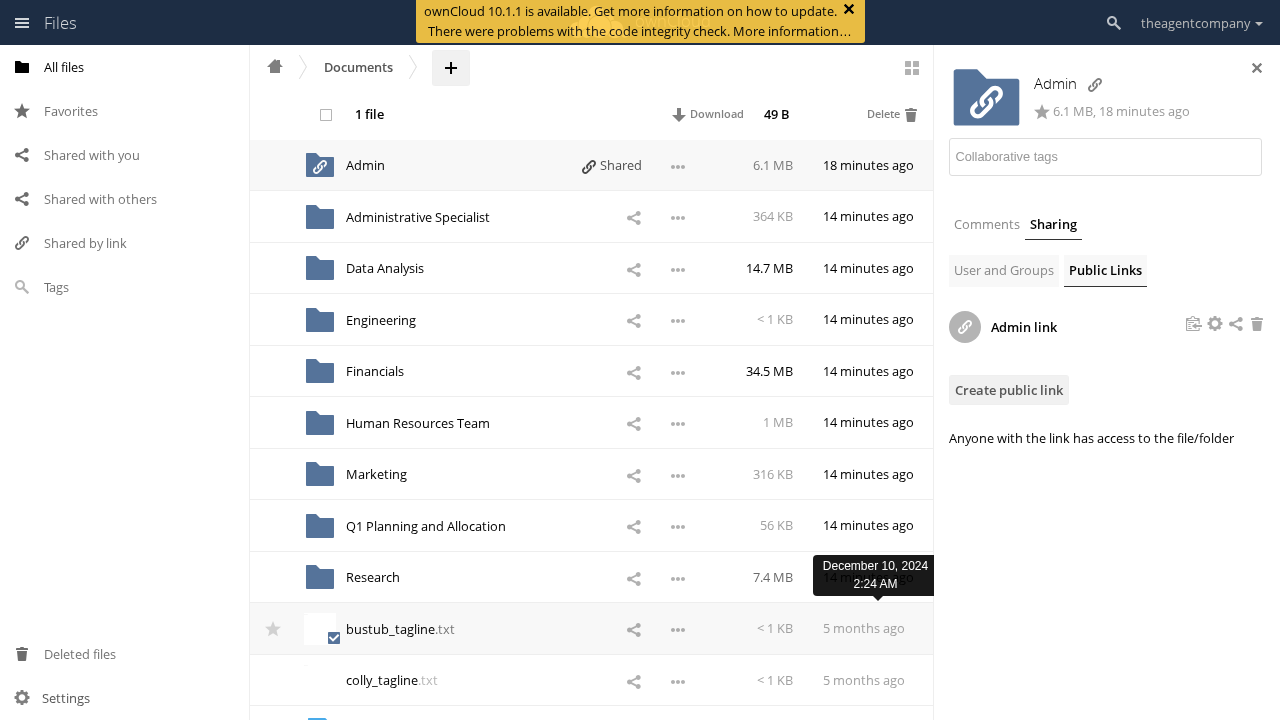 Files
ownCloud 10.1.1 is available. Get more information on how to update.
There were problems with the code integrity check. More information…
theagentcompany
All files
Favorites
Shared with you
Shared with others
Shared by link
Tags
Deleted files
Settings
Documents
1 file
Download
49 B
Delete
Admin
Shared
6.1 MB
18 minutes ago
Administrative Specialist
364 KB
14 minutes ago
Data Analysis
14.7 MB
14 minutes ago
Engineering
< 1 KB
14 minutes ago
Financials
34.5 MB
14 minutes ago
Human Resources Team
1 MB
14 minutes ago
Marketing
316 KB
14 minutes ago
Q1 Planning and Allocation
56 KB
14 minutes ago
Research
7.4 MB
December 10, 2024
2:24 AM
bustub_tagline.txt
< 1 KB
5 months ago
colly_tagline.txt
< 1 KB
5 months ago
Admin
6.1 MB, 18 minutes ago
Collaborative tags
Comments
Sharing
User and Groups
Public Links
Admin link
Create public link
Anyone with the link has access to the file/folder